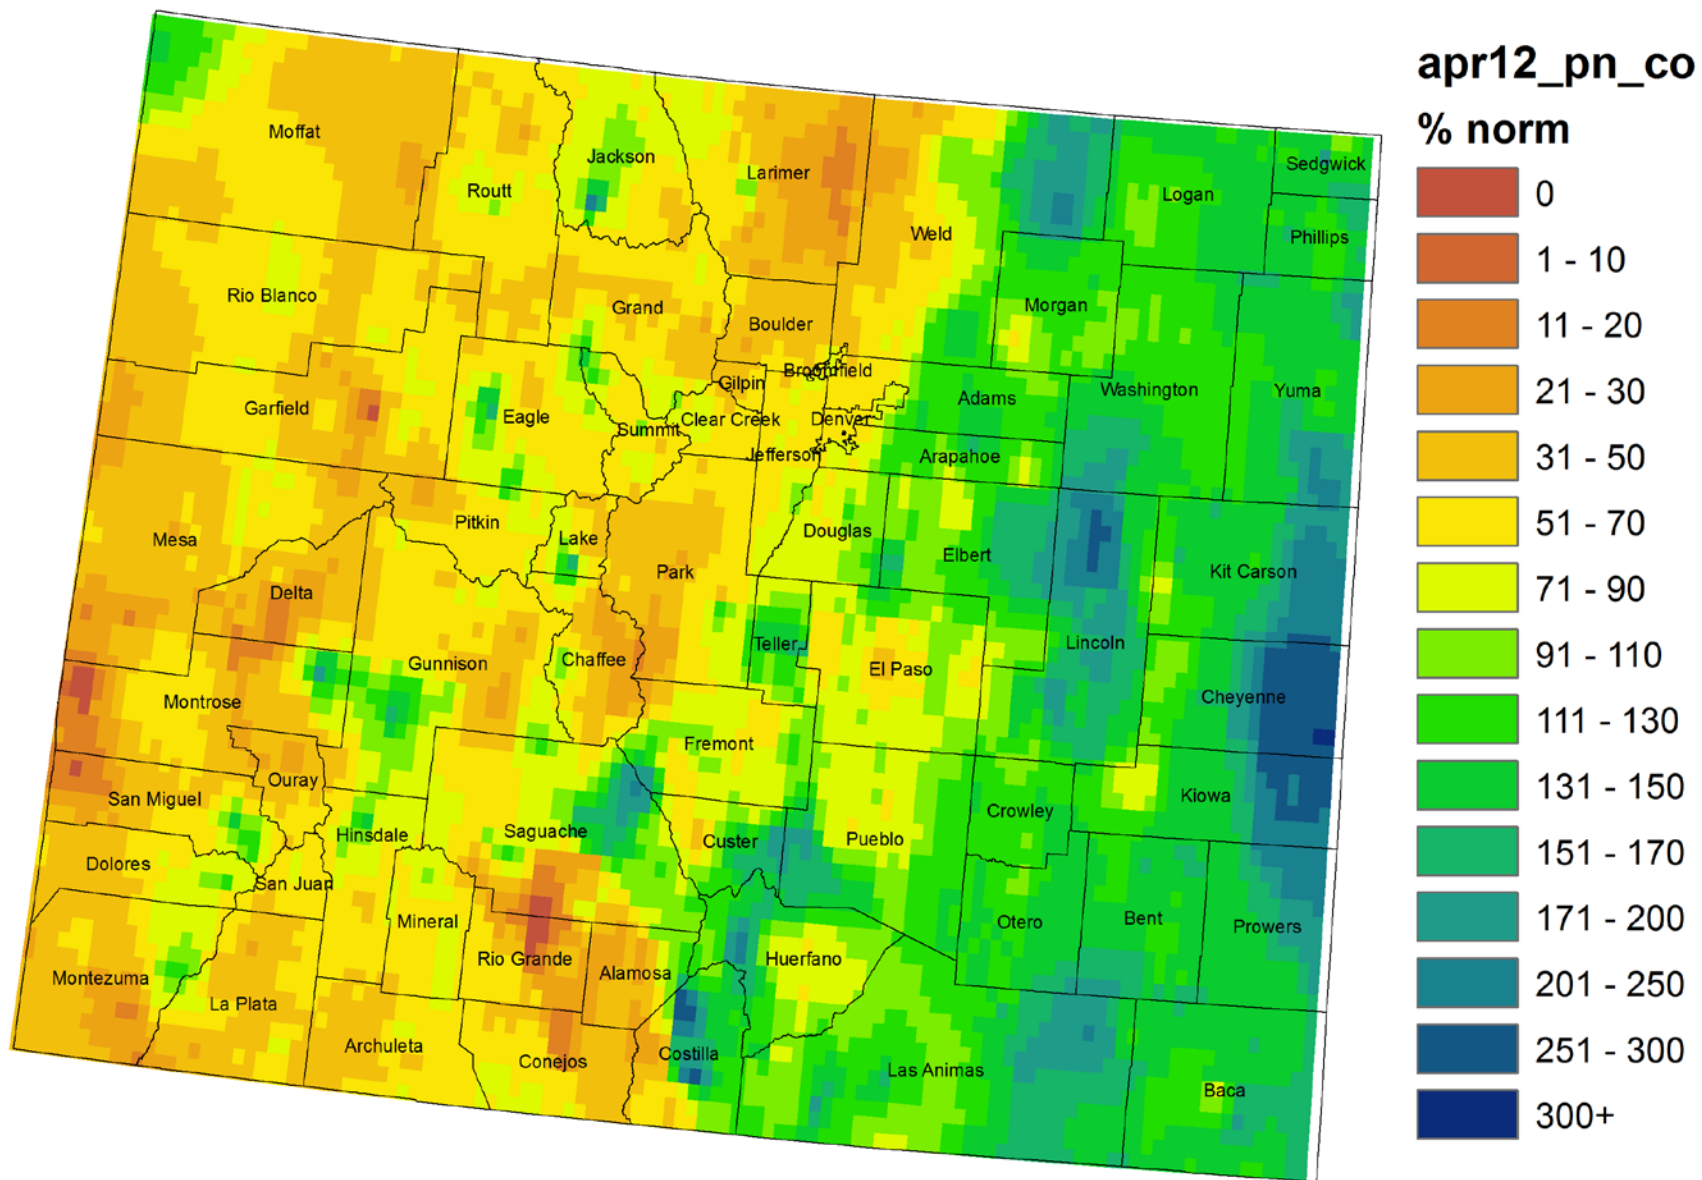 apr12_pn_co
% norm
0
1 - 10
11 - 20
21 - 30
31 - 50
51 - 70
71 - 90
91 - 110
111 - 130
131 - 150
151 - 170
171 - 200
201 - 250
251 - 300
300+
Moffat
Routt
Jackson
Larimer
Weld
Logan
Sedgwick
Phillips
Rio Blanco
Grand
Boulder
Morgan
Broomfield
Gilpin
Garfield
Eagle
Summit
Clear Creek
Denver
Adams
Washington
Yuma
Jefferson
Arapahoe
Mesa
Pitkin
Lake
Park
Douglas
Elbert
Kit Carson
Delta
Gunnison
Chaffee
Teller
El Paso
Lincoln
Cheyenne
Montrose
Fremont
Ouray
San Miguel
Hinsdale
Saguache
Custer
Pueblo
Crowley
Kiowa
Dolores
San Juan
Mineral
Otero
Bent
Prowers
Rio Grande
Alamosa
Huerfano
Montezuma
La Plata
Archuleta
Conejos
Costilla
Las Animas
Baca